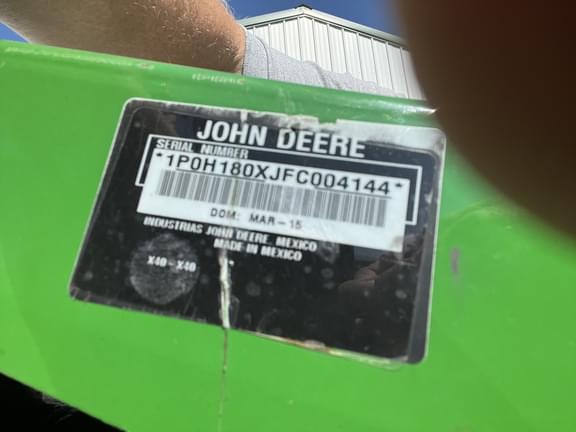 JOHN DEERE
SERIAL NUMBER
*1P0H180XJFC004144*
DOM: MAR-15
INDUSTRIAS JOHN DEERE, MEXICO
MADE IN MEXICO
X40 - X40